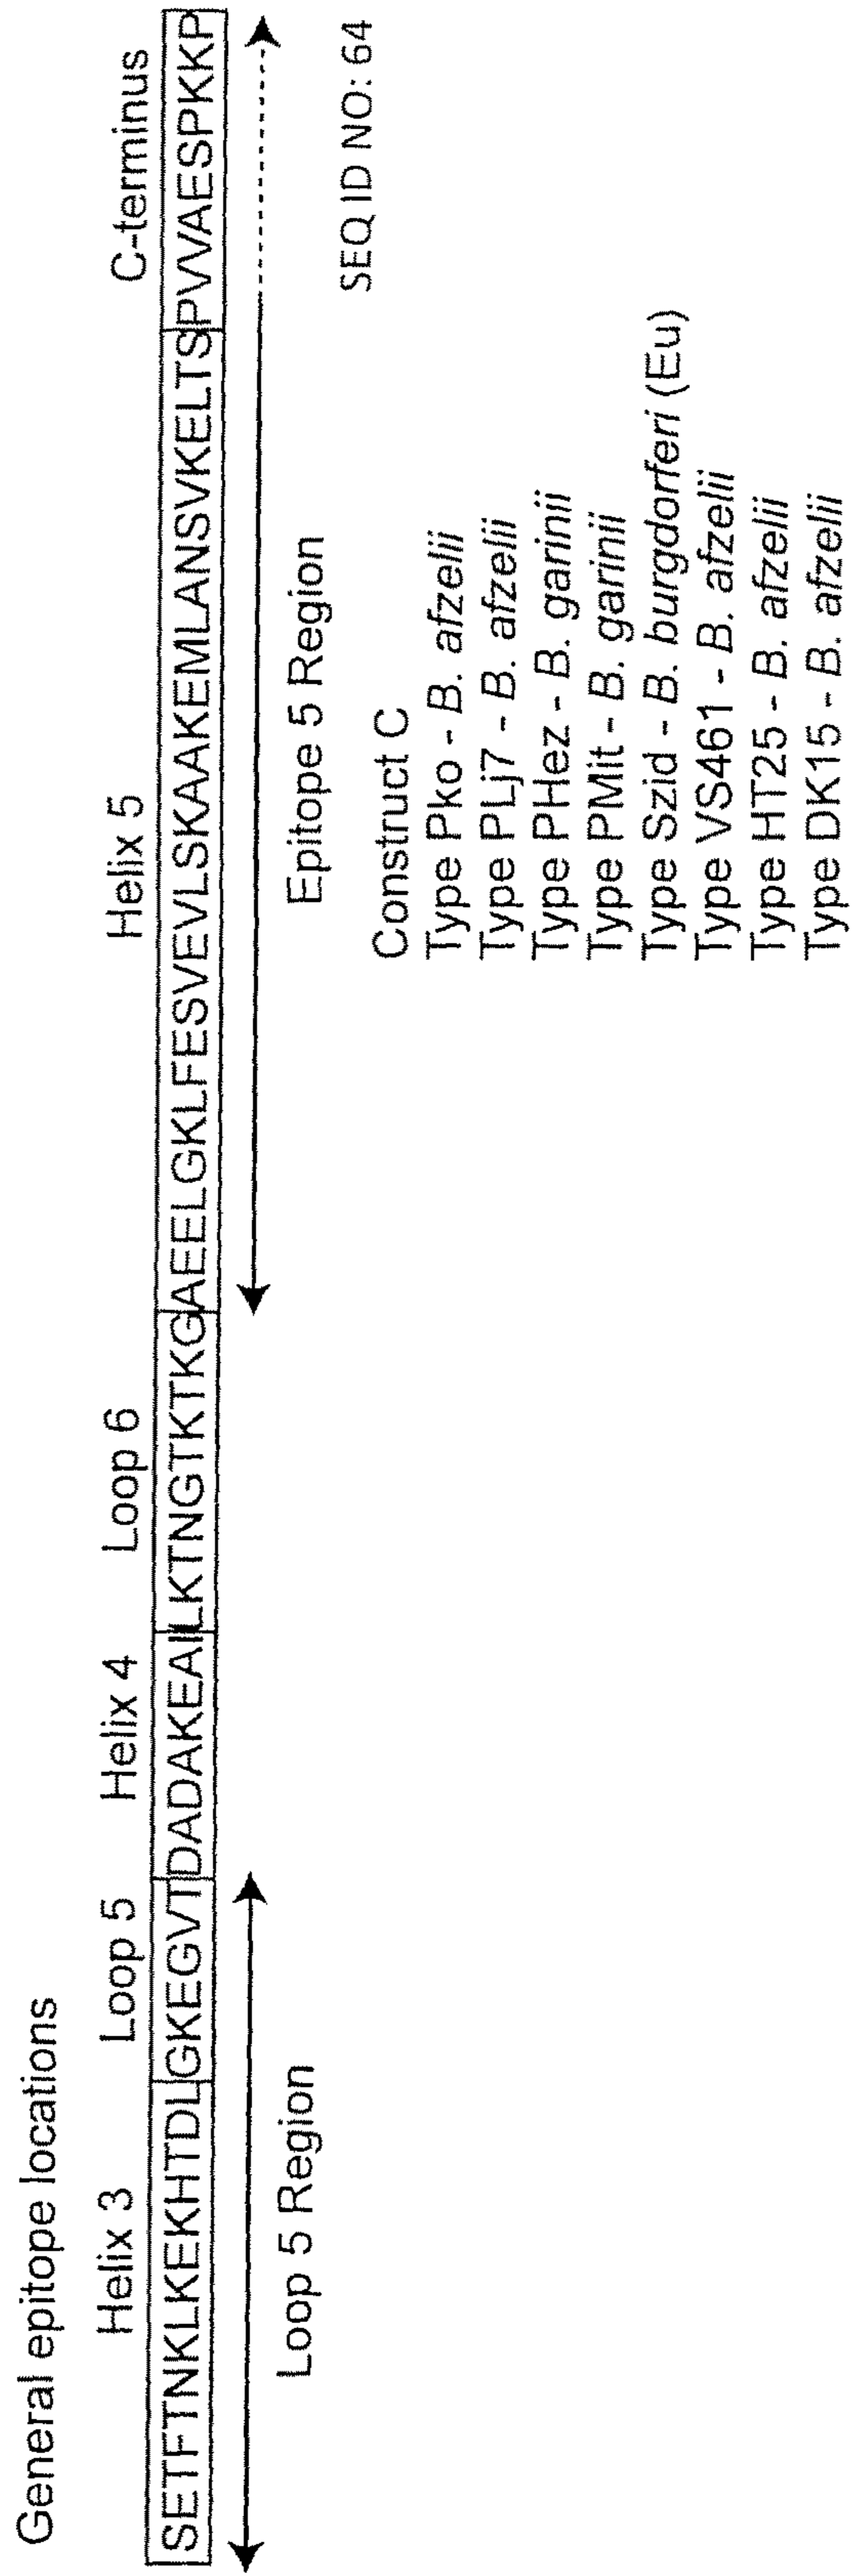 General epitope locations
Helix 3 Loop 5 Helix 4 Loop 6 Helix 5 C-terminus
SETFTNKLKEKHTDLGKEGVTDADAKEAILKTNGTKTKGAEELGKLFESVEVLSKAAKEMLANSVKELTSPVVAESPKKP
Loop 5 Region Epitope 5 Region
SEQ ID NO: 64
Construct C
Type Pko - B. afzelii
Type PLj7 - B. afzelii
Type PHez - B. garinii
Type PMit - B. garinii
Type Szid - B. burgdorferi (Eu)
Type VS461 - B. afzelii
Type HT25 - B. afzelii
Type DK15 - B. afzelii